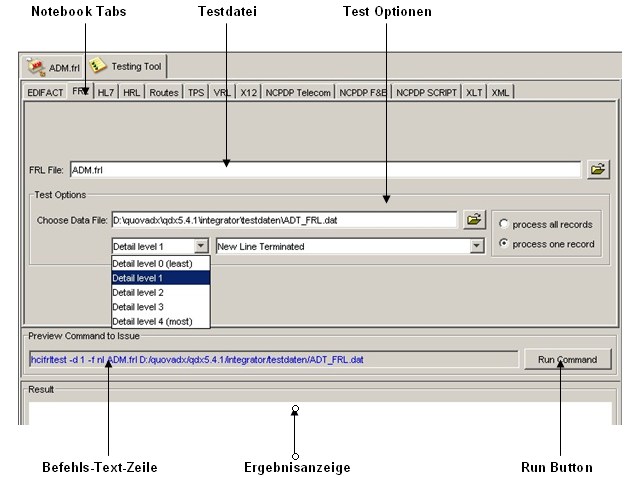 Notebook Tabs Testdatei Test Optionen
ADM.frl Testing Tool
EDIFACT HL7 HRL Routes TPS VRL X12 NCPDP Telecom NCPDP F&E NCPDP SCRIPT XLT XML
FRL File: ADM.frl
Test Options
Choose Data File: D:\quovadx\qdx5.4.1\integrator\testdaten\ADT_FRL.dat
process all records
Detail level 1 New Line Terminated process one record
Detail level 0 (least)
Detail level 1
Detail level 2
Detail level 3
Detail level 4 (most)
Preview Command to Issue
hcifrltest -d 1 -f nl ADM.frl D:/quovadx/qdx5.4.1/integrator/testdaten/ADT_FRL.dat Run Command
Result
Befehls-Text-Zeile Ergebnisanzeige Run Button